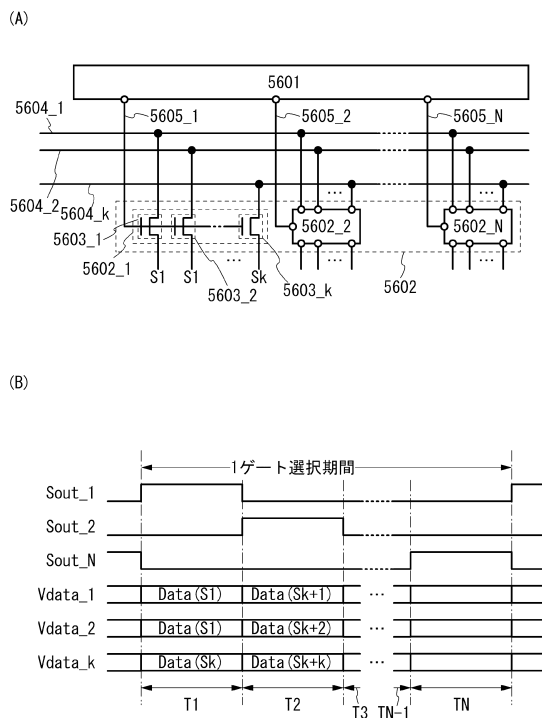 (A)
5601
5604_1
5605_1
5605_2
5605_N
5604_2
5604_k
5603_1
5602_1
5602_2
5602_N
S1
S1
Sk
5603_2
5603_k
5602
...
...
...
...
...
(B)
1ゲート選択期間
Sout_1
Sout_2
Sout_N
Vdata_1 Data(S1) Data(Sk+1) ...
Vdata_2 Data(S1) Data(Sk+2) ...
Vdata_k Data(Sk) Data(Sk+k) ...
T1 T2 T3 TN-1 TN